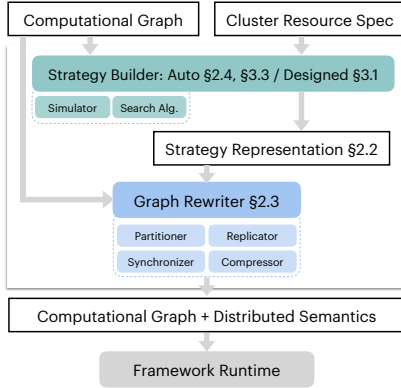 Computational Graph
Cluster Resource Spec
Strategy Builder: Auto §2.4, §3.3 / Designed §3.1
Simulator
Search Alg.
Strategy Representation §2.2
Graph Rewriter §2.3
Partitioner
Replicator
Synchronizer
Compressor
Computational Graph + Distributed Semantics
Framework Runtime